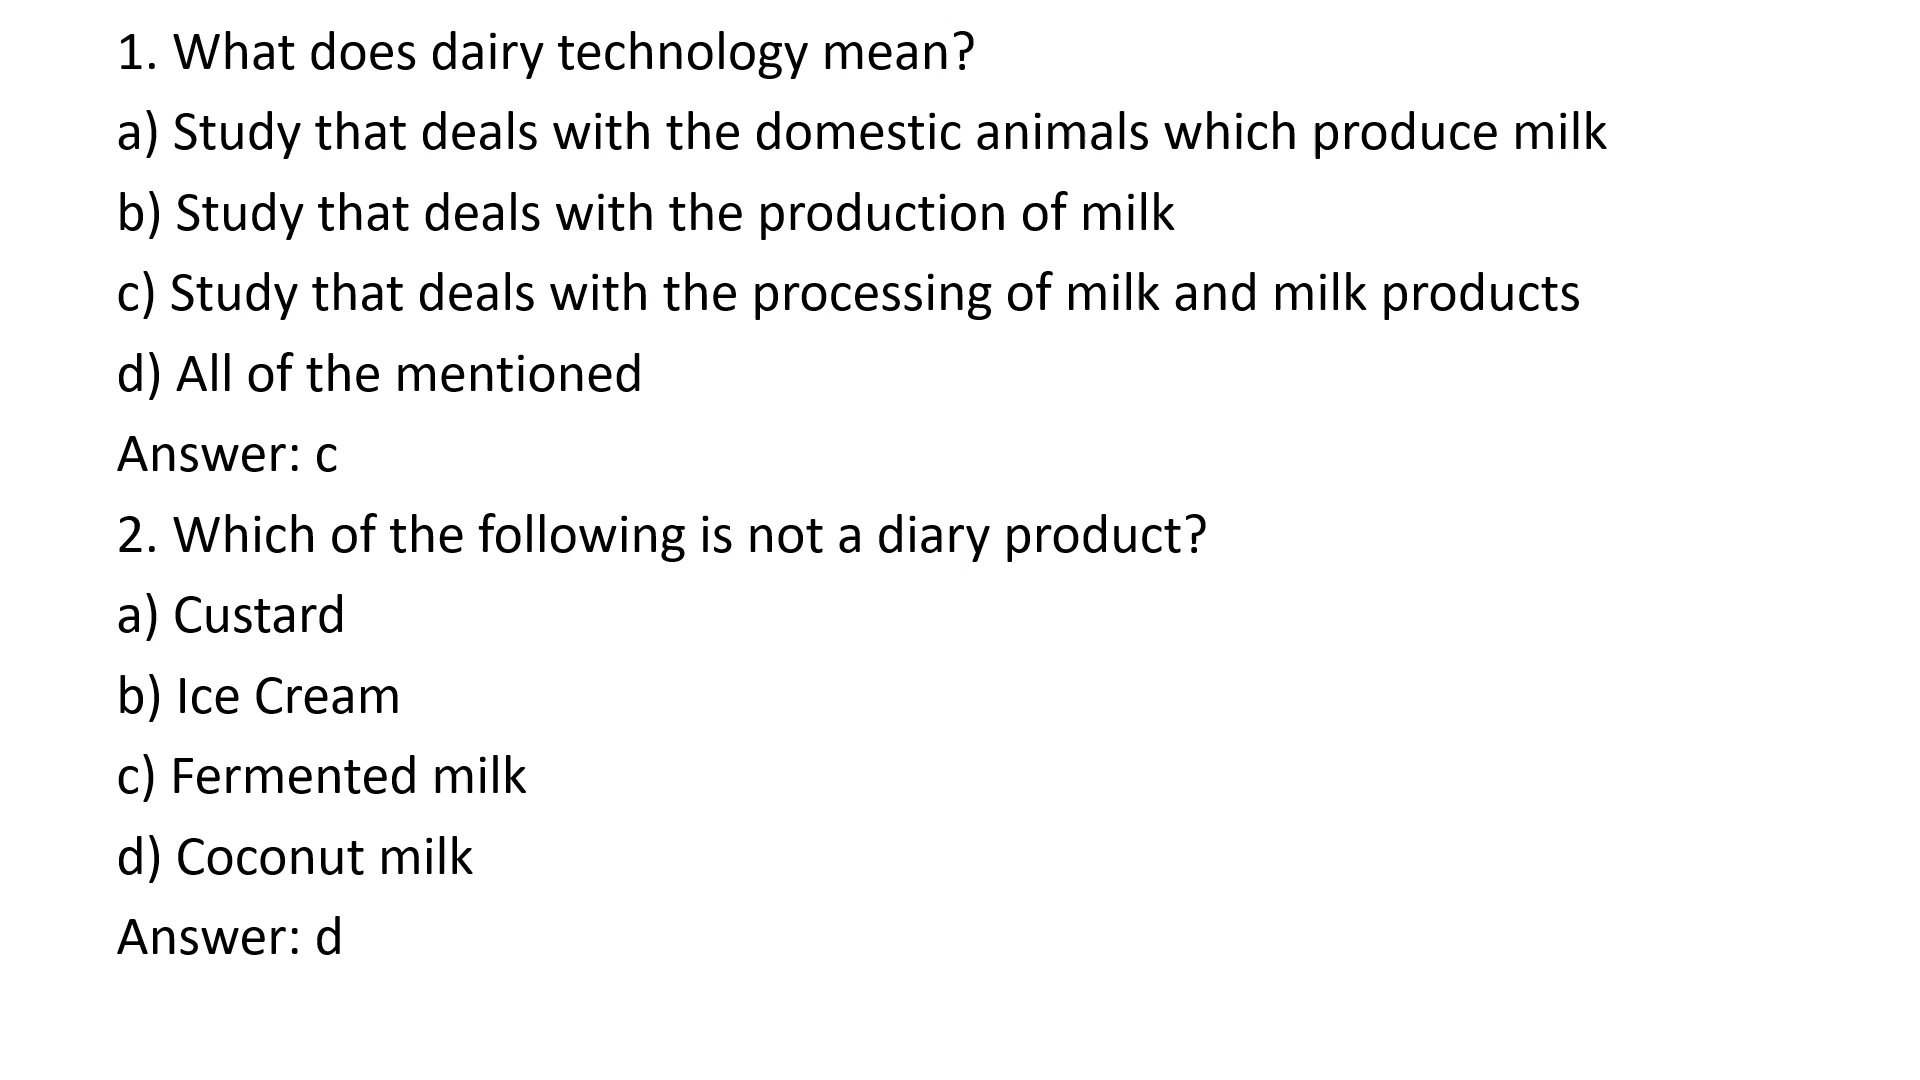 1. What does dairy technology mean?
a) Study that deals with the domestic animals which produce milk
b) Study that deals with the production of milk
c) Study that deals with the processing of milk and milk products
d) All of the mentioned
Answer: c
2. Which of the following is not a diary product?
a) Custard
b) Ice Cream
c) Fermented milk
d) Coconut milk
Answer: d